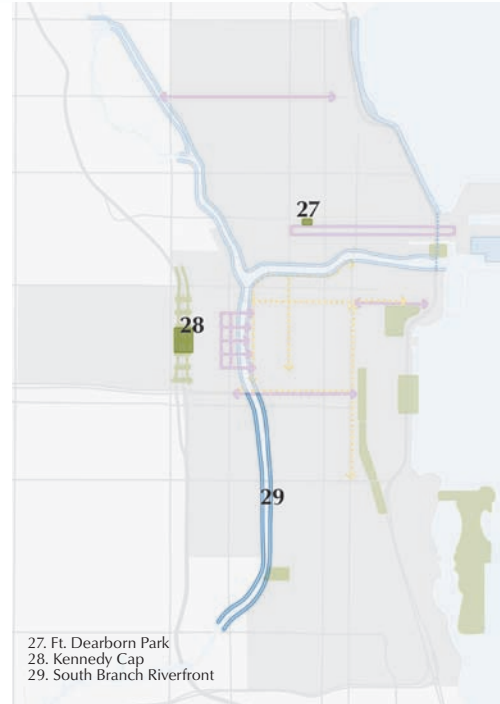 27
28
29
27. Ft. Dearborn Park
28. Kennedy Cap
29. South Branch Riverfront